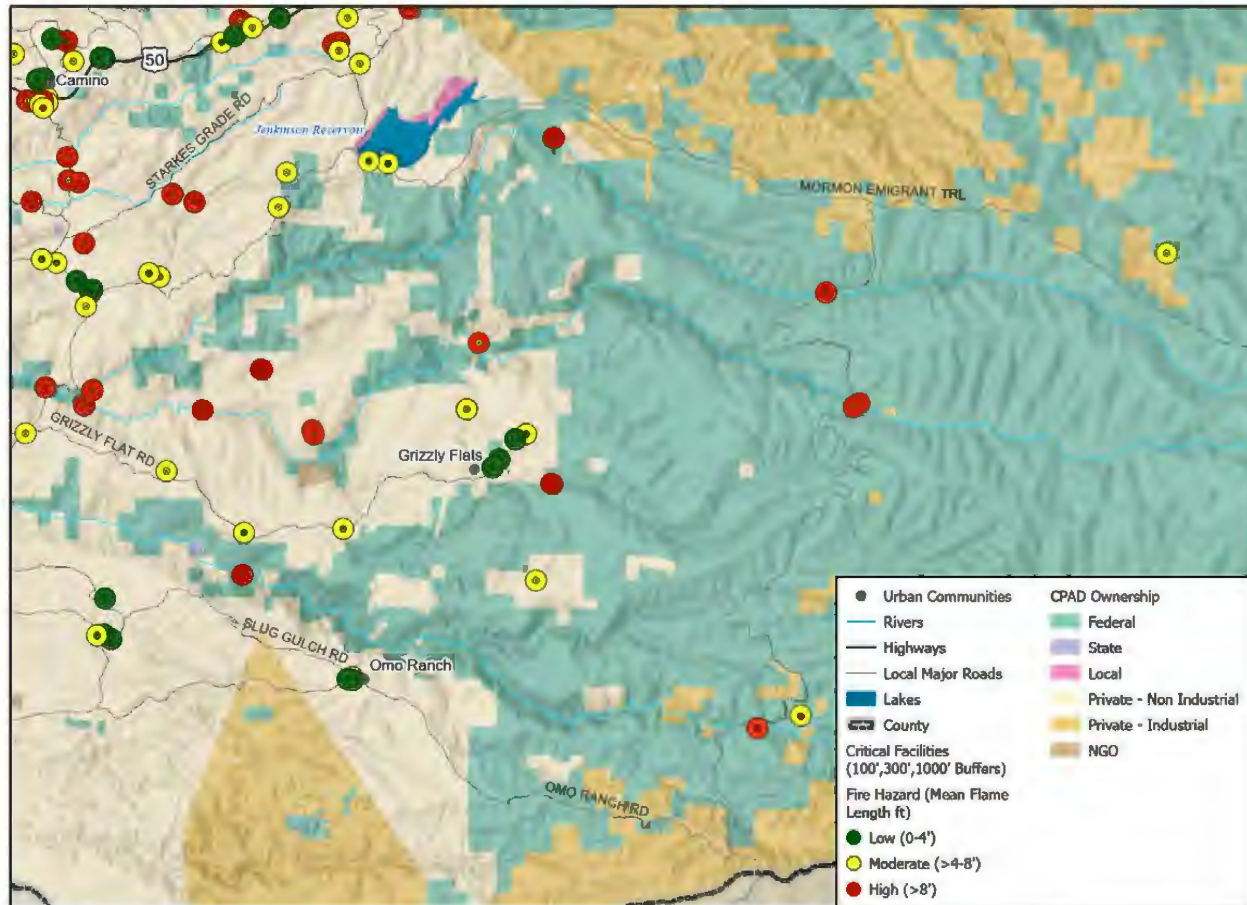 50
Camino
STARKES GRADE RD
Jenkinson Reservoir
MORMON EMIGRANT TRL
GRIZZLY FLAT RD
Grizzly Flats
SLUG GULCH RD
Omo Ranch
OMO RANCH RD
Urban Communities
Rivers
Highways
Local Major Roads
Lakes
County
Critical Facilities
(100',300',1000' Buffers)
Fire Hazard (Mean Flame
Length ft)
Low (0-4')
Moderate (>4-8')
High (>8')
CPAD Ownership
Federal
State
Local
Private - Non Industrial
Private - Industrial
NGO